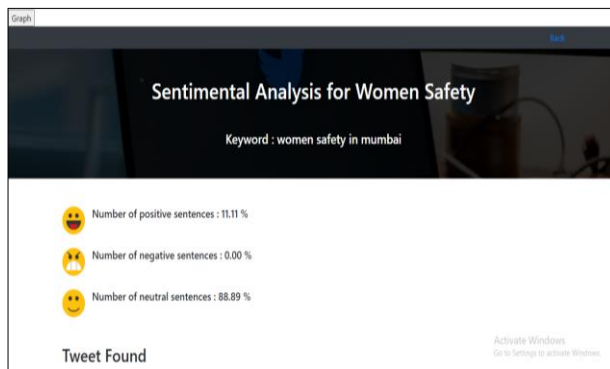 Graph
Back
Sentimental Analysis for Women Safety
Keyword : women safety in mumbai
Number of positive sentences : 11.11 %
Number of negative sentences : 0.00 %
Number of neutral sentences : 88.89 %
Tweet Found
Activate Windows
Go to Settings to activate Windows.